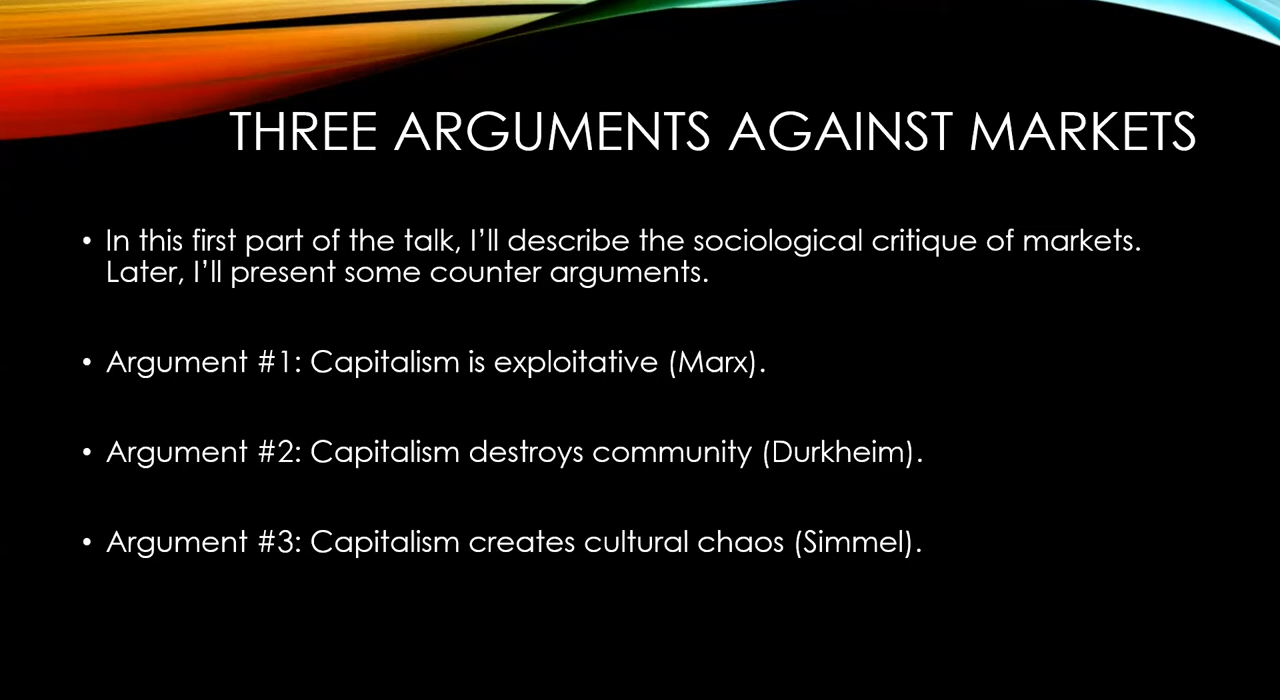 THREE ARGUMENTS AGAINST MARKETS
• In this first part of the talk, I’ll describe the sociological critique of markets.
Later, I’ll present some counter arguments.
• Argument #1: Capitalism is exploitative (Marx).
• Argument #2: Capitalism destroys community (Durkheim).
• Argument #3: Capitalism creates cultural chaos (Simmel).